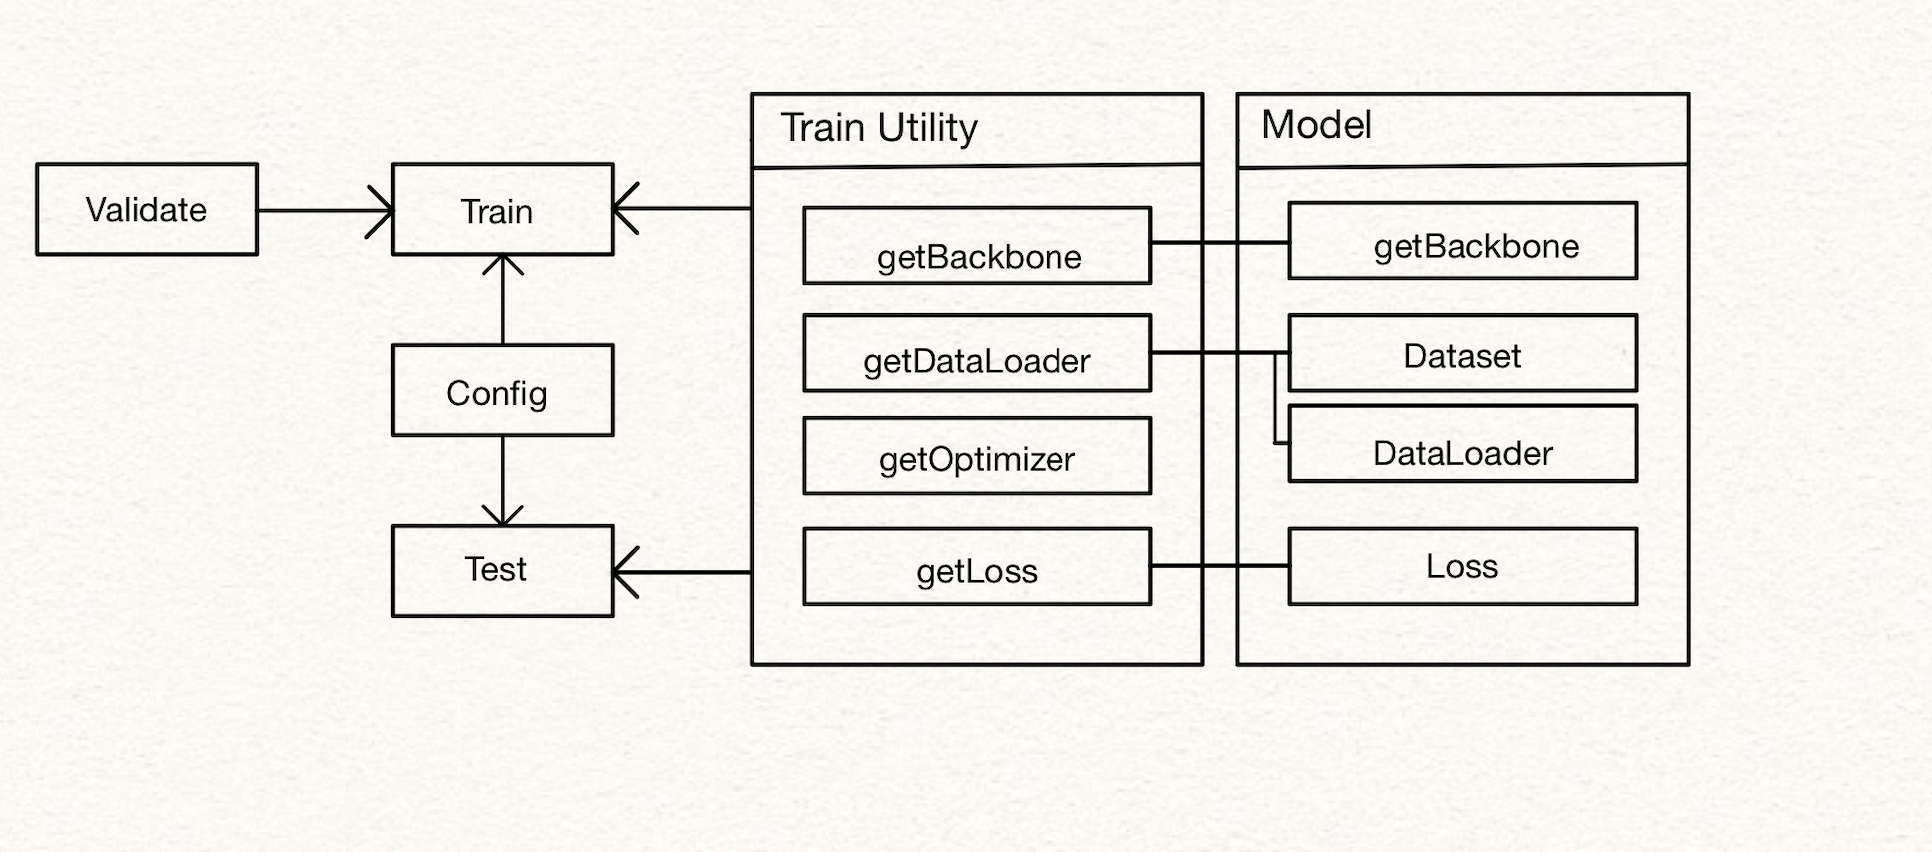 Validate
Train
Config
Test
Train Utility
getBackbone
getDataLoader
getOptimizer
getLoss
Model
getBackbone
Dataset
DataLoader
Loss